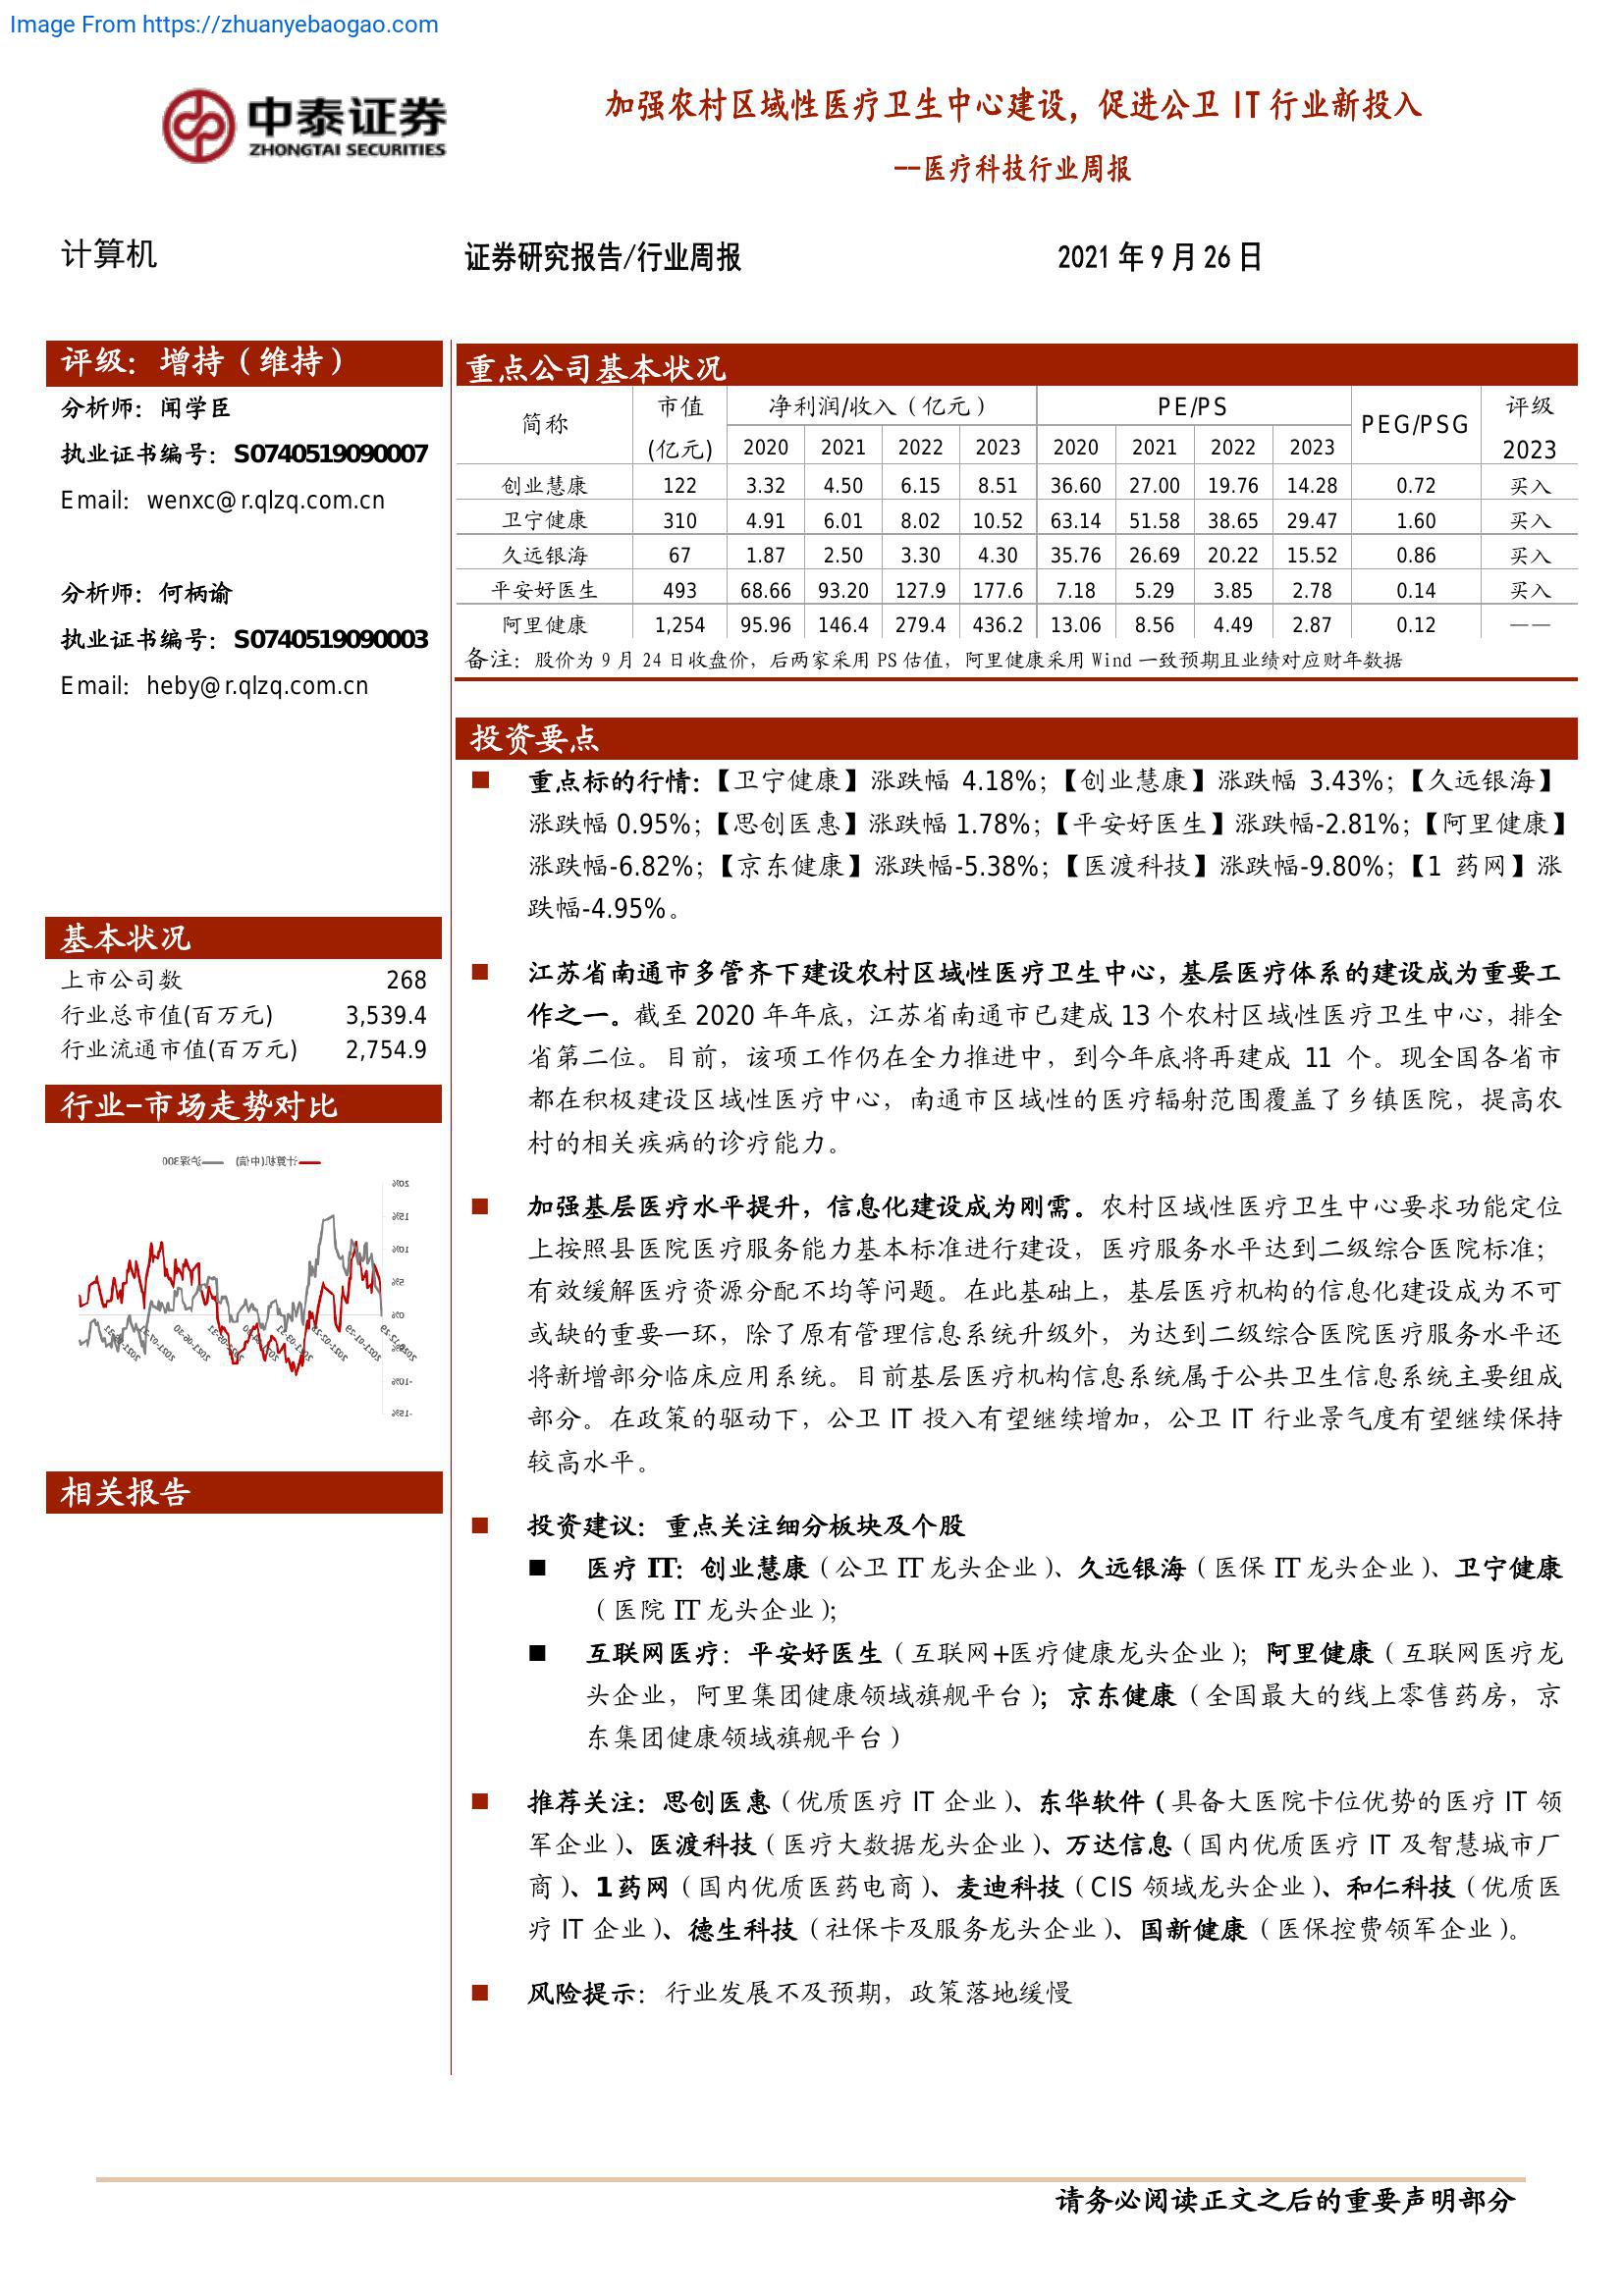 Image From https://zhuanyebaogao.com
中泰证券
ZHONGTAI SECURITIES
加强农村区域性医疗卫生中心建设，促进公卫 IT 行业新投入
--医疗科技行业周报
计算机
证券研究报告/行业周报
2021 年 9 月 26 日
评级：增持（维持）
分析师：闻学臣
执业证书编号：S0740519090007
Email：wenxc@r.qlzq.com.cn
分析师：何柄谕
执业证书编号：S0740519090003
Email：heby@r.qlzq.com.cn
基本状况
上市公司数 268
行业总市值(百万元) 3,539.4
行业流通市值(百万元) 2,754.9
行业-市场走势对比
沪深300 计算机(中信)
20%
15%
10%
5%
0%
-10%
-15%
相关报告
重点公司基本状况
简称 市值(亿元) 净利润/收入（亿元） PE/PS PEG/PSG 评级
2020 2021 2022 2023 2020 2021 2022 2023 2023
创业慧康 122 3.32 4.50 6.15 8.51 36.60 27.00 19.76 14.28 0.72 买入
卫宁健康 310 4.91 6.01 8.02 10.52 63.14 51.58 38.65 29.47 1.60 买入
久远银海 67 1.87 2.50 3.30 4.30 35.76 26.69 20.22 15.52 0.86 买入
平安好医生 493 68.66 93.20 127.9 177.6 7.18 5.29 3.85 2.78 0.14 买入
阿里健康 1,254 95.96 146.4 279.4 436.2 13.06 8.56 4.49 2.87 0.12 ——
备注：股价为 9 月 24 日收盘价，后两家采用 PS 估值，阿里健康采用 Wind 一致预期且业绩对应财年数据
投资要点
重点标的行情：【卫宁健康】涨跌幅 4.18%；【创业慧康】涨跌幅 3.43%；【久远银海】
涨跌幅 0.95%；【思创医惠】涨跌幅 1.78%；【平安好医生】涨跌幅-2.81%；【阿里健康】
涨跌幅-6.82%；【京东健康】涨跌幅-5.38%；【医渡科技】涨跌幅-9.80%；【1 药网】涨
跌幅-4.95%。
江苏省南通市多管齐下建设农村区域性医疗卫生中心，基层医疗体系的建设成为重要工
作之一。截至 2020 年年底，江苏省南通市已建成 13 个农村区域性医疗卫生中心，排全
省第二位。目前，该项工作仍在全力推进中，到今年底将再建成 11 个。现全国各省市
都在积极建设区域性医疗中心，南通市区域性的医疗辐射范围覆盖了乡镇医院，提高农
村的相关疾病的诊疗能力。
加强基层医疗水平提升，信息化建设成为刚需。农村区域性医疗卫生中心要求功能定位
上按照县医院医疗服务能力基本标准进行建设，医疗服务水平达到二级综合医院标准；
有效缓解医疗资源分配不均等问题。在此基础上，基层医疗机构的信息化建设成为不可
或缺的重要一环，除了原有管理信息系统升级外，为达到二级综合医院医疗服务水平还
将新增部分临床应用系统。目前基层医疗机构信息系统属于公共卫生信息系统主要组成
部分。在政策的驱动下，公卫 IT 投入有望继续增加，公卫 IT 行业景气度有望继续保持
较高水平。
投资建议：重点关注细分板块及个股
医疗 IT：创业慧康（公卫 IT 龙头企业）、久远银海（医保 IT 龙头企业）、卫宁健康
（医院 IT 龙头企业）；
互联网医疗：平安好医生（互联网+医疗健康龙头企业）；阿里健康（互联网医疗龙
头企业，阿里集团健康领域旗舰平台）；京东健康（全国最大的线上零售药房，京
东集团健康领域旗舰平台）
推荐关注：思创医惠（优质医疗 IT 企业）、东华软件（具备大医院卡位优势的医疗 IT 领
军企业）、医渡科技（医疗大数据龙头企业）、万达信息（国内优质医疗 IT 及智慧城市厂
商）、1药网（国内优质医药电商）、麦迪科技（CIS 领域龙头企业）、和仁科技（优质医
疗 IT 企业）、德生科技（社保卡及服务龙头企业）、国新健康（医保控费领军企业）。
风险提示：行业发展不及预期，政策落地缓慢
请务必阅读正文之后的重要声明部分